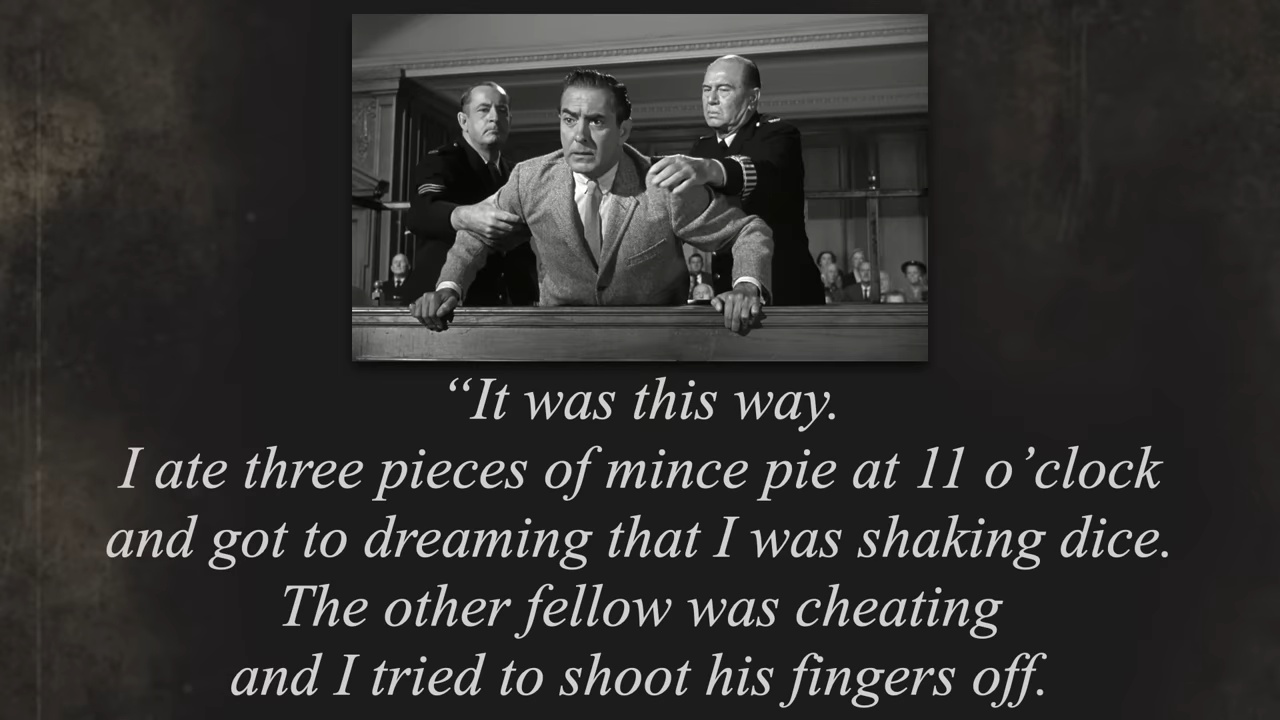 “It was this way.
I ate three pieces of mince pie at 11 o’clock
and got to dreaming that I was shaking dice.
The other fellow was cheating
and I tried to shoot his fingers off.